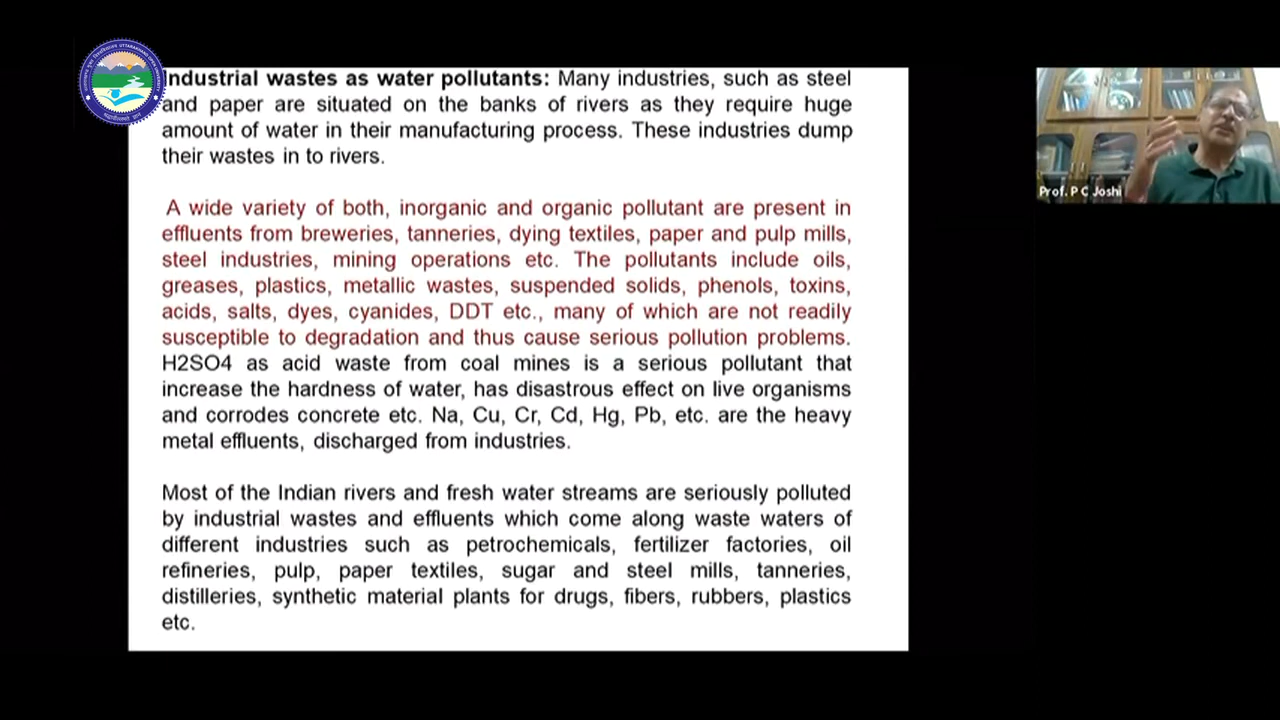 Industrial wastes as water pollutants: Many industries, such as steel
and paper are situated on the banks of rivers as they require huge
amount of water in their manufacturing process. These industries dump
their wastes in to rivers.
A wide variety of both, inorganic and organic pollutant are present in
effluents from breweries, tanneries, dying textiles, paper and pulp mills,
steel industries, mining operations etc. The pollutants include oils,
greases, plastics, metallic wastes, suspended solids, phenols, toxins,
acids, salts, dyes, cyanides, DDT etc., many of which are not readily
susceptible to degradation and thus cause serious pollution problems.
H2SO4 as acid waste from coal mines is a serious pollutant that
increase the hardness of water, has disastrous effect on live organisms
and corrodes concrete etc. Na, Cu, Cr, Cd, Hg, Pb, etc. are the heavy
metal effluents, discharged from industries.
Most of the Indian rivers and fresh water streams are seriously polluted
by industrial wastes and effluents which come along waste waters of
different industries such as petrochemicals, fertilizer factories, oil
refineries, pulp, paper textiles, sugar and steel mills, tanneries,
distilleries, synthetic material plants for drugs, fibers, rubbers, plastics
etc.
Prof. P C Joshi